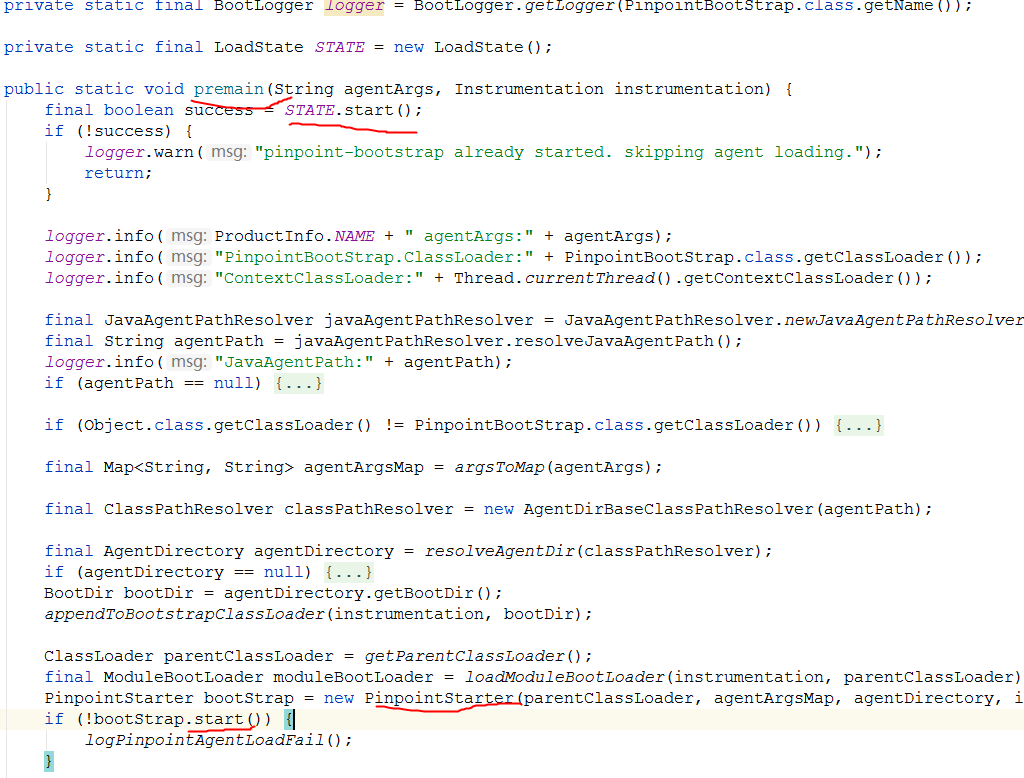 private static final BootLogger logger = BootLogger.getLogger(PinpointBootStrap.class.getName());
private static final LoadState STATE = new LoadState();
public static void premain(String agentArgs, Instrumentation instrumentation) {
final boolean success = STATE.start();
if (!success) {
logger.warn( msg: "pinpoint-bootstrap already started. skipping agent loading.");
return;
}
logger.info( msg: ProductInfo.NAME + " agentArgs:" + agentArgs);
logger.info( msg: "PinpointBootStrap.ClassLoader:" + PinpointBootStrap.class.getClassLoader());
logger.info( msg: "ContextClassLoader:" + Thread.currentThread().getContextClassLoader());
final JavaAgentPathResolver javaAgentPathResolver = JavaAgentPathResolver.newJavaAgentPathResolver
final String agentPath = javaAgentPathResolver.resolveJavaAgentPath();
logger.info( msg: "JavaAgentPath:" + agentPath);
if (agentPath == null) {...}
if (Object.class.getClassLoader() != PinpointBootStrap.class.getClassLoader()) {...}
final Map<String, String> agentArgsMap = argsToMap(agentArgs);
final ClassPathResolver classPathResolver = new AgentDirBaseClassPathResolver(agentPath);
final AgentDirectory agentDirectory = resolveAgentDir(classPathResolver);
if (agentDirectory == null) {...}
BootDir bootDir = agentDirectory.getBootDir();
appendToBootstrapClassLoader(instrumentation, bootDir);
ClassLoader parentClassLoader = getParentClassLoader();
final ModuleBootLoader moduleBootLoader = loadModuleBootLoader(instrumentation, parentClassLoader)
PinpointStarter bootStrap = new PinpointStarter(parentClassLoader, agentArgsMap, agentDirectory, i
if (!bootStrap.start()) {
logPinpointAgentLoadFail();
}